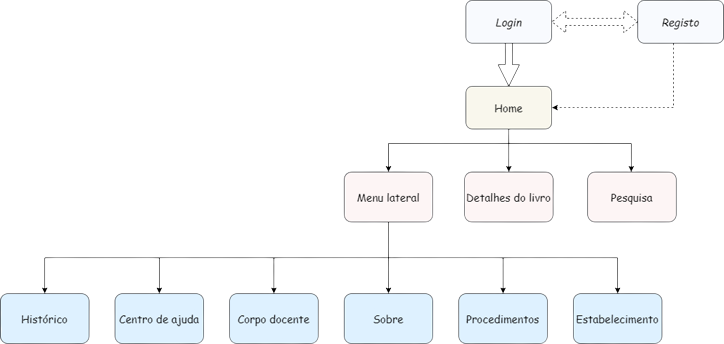 Login
Registo
Home
Menu lateral
Detalhes do livro
Pesquisa
Histórico
Centro de ajuda
Corpo docente
Sobre
Procedimentos
Estabelecimento